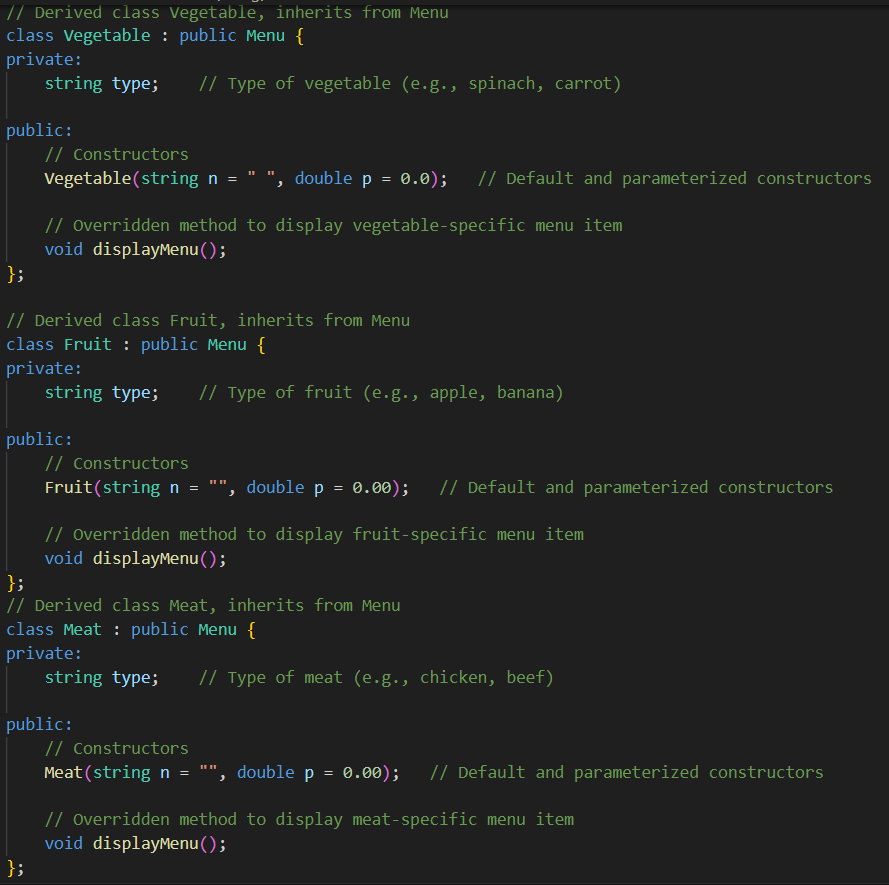 // Derived class Vegetable, inherits from Menu
class Vegetable : public Menu {
private:
    string type;    // Type of vegetable (e.g., spinach, carrot)

public:
    // Constructors
    Vegetable(string n = " ", double p = 0.0);   // Default and parameterized constructors

    // Overridden method to display vegetable-specific menu item
    void displayMenu();
};

// Derived class Fruit, inherits from Menu
class Fruit : public Menu {
private:
    string type;    // Type of fruit (e.g., apple, banana)

public:
    // Constructors
    Fruit(string n = "", double p = 0.00);   // Default and parameterized constructors

    // Overridden method to display fruit-specific menu item
    void displayMenu();
};
// Derived class Meat, inherits from Menu
class Meat : public Menu {
private:
    string type;    // Type of meat (e.g., chicken, beef)

public:
    // Constructors
    Meat(string n = "", double p = 0.00);   // Default and parameterized constructors

    // Overridden method to display meat-specific menu item
    void displayMenu();
};